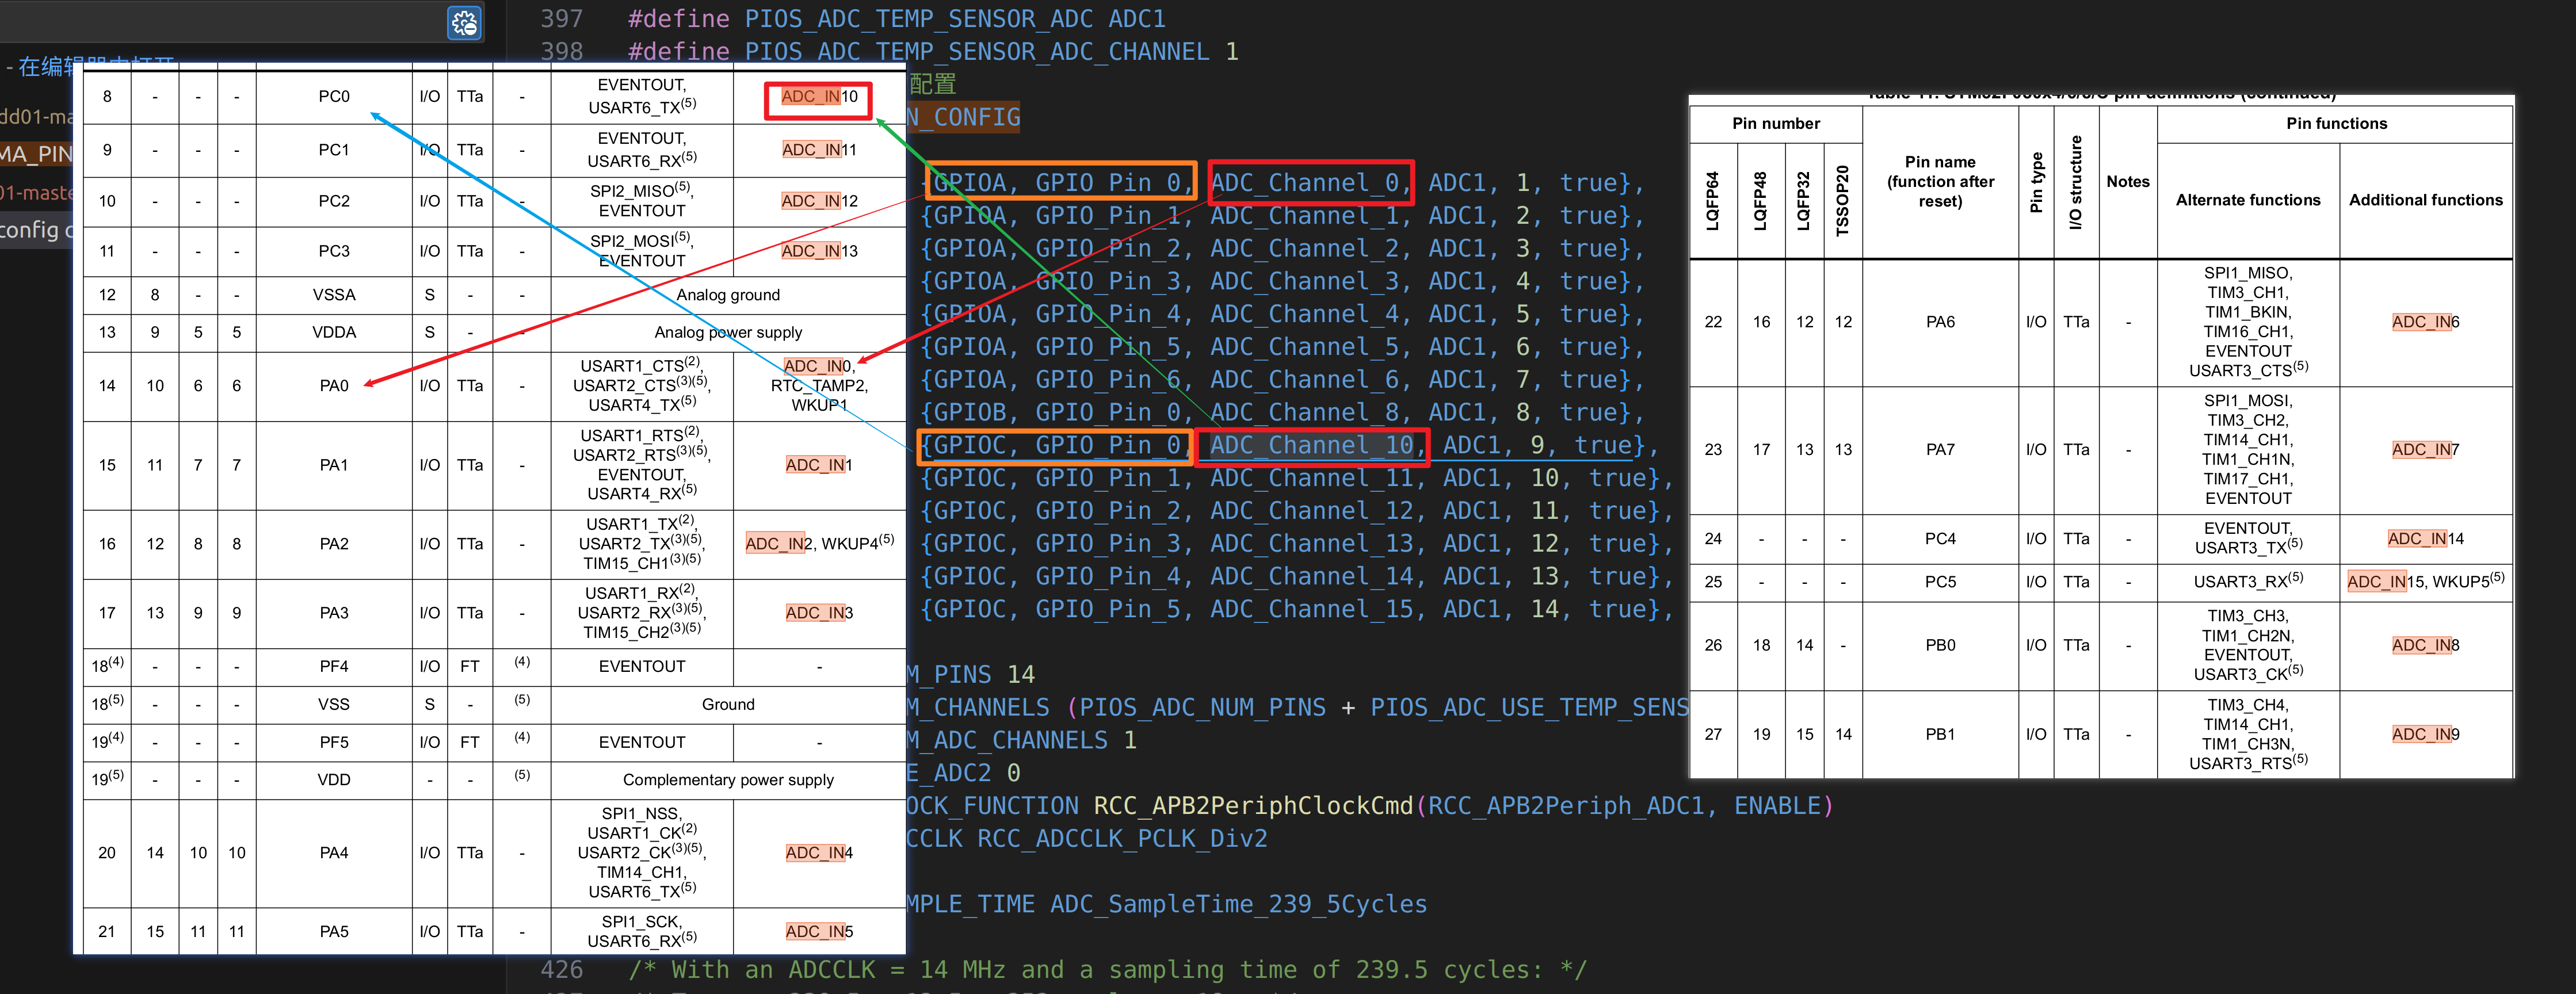 397 #define PIOS_ADC_TEMP_SENSOR_ADC ADC1
398 #define PIOS_ADC_TEMP_SENSOR_ADC_CHANNEL 1
配置
N_CONFIG
{GPIOA, GPIO_Pin_0, ADC_Channel_0, ADC1, 1, true},
{GPIOA, GPIO_Pin_1, ADC_Channel_1, ADC1, 2, true},
{GPIOA, GPIO_Pin_2, ADC_Channel_2, ADC1, 3, true},
{GPIOA, GPIO_Pin_3, ADC_Channel_3, ADC1, 4, true},
{GPIOA, GPIO_Pin_4, ADC_Channel_4, ADC1, 5, true},
{GPIOA, GPIO_Pin_5, ADC_Channel_5, ADC1, 6, true},
{GPIOA, GPIO_Pin_6, ADC_Channel_6, ADC1, 7, true},
{GPIOB, GPIO_Pin_0, ADC_Channel_8, ADC1, 8, true},
{GPIOC, GPIO_Pin_0, ADC_Channel_10, ADC1, 9, true},
{GPIOC, GPIO_Pin_1, ADC_Channel_11, ADC1, 10, true},
{GPIOC, GPIO_Pin_2, ADC_Channel_12, ADC1, 11, true},
{GPIOC, GPIO_Pin_3, ADC_Channel_13, ADC1, 12, true},
{GPIOC, GPIO_Pin_4, ADC_Channel_14, ADC1, 13, true},
{GPIOC, GPIO_Pin_5, ADC_Channel_15, ADC1, 14, true},
M_PINS 14
M_CHANNELS (PIOS_ADC_NUM_PINS + PIOS_ADC_USE_TEMP_SENS
M_ADC_CHANNELS 1
E_ADC2 0
OCK_FUNCTION RCC_APB2PeriphClockCmd(RCC_APB2Periph_ADC1, ENABLE)
CCLK RCC_ADCCLK_PCLK_Div2
MPLE_TIME ADC_SampleTime_239_5Cycles
426 /* With an ADCCLK = 14 MHz and a sampling time of 239.5 cycles: */
- 在编辑器中打开
dd01-ma
MA_PIN
01-maste
config c
8 - - - PC0 I/O TTa - EVENTOUT, USART6_TX(5) ADC_IN10
9 - - - PC1 I/O TTa - EVENTOUT, USART6_RX(5) ADC_IN11
10 - - - PC2 I/O TTa - SPI2_MISO(5), EVENTOUT ADC_IN12
11 - - - PC3 I/O TTa - SPI2_MOSI(5), EVENTOUT ADC_IN13
12 8 - - VSSA S - - Analog ground
13 9 5 5 VDDA S - - Analog power supply
14 10 6 6 PA0 I/O TTa - USART1_CTS(2), USART2_CTS(3)(5), USART4_TX(5) ADC_IN0, RTC_TAMP2, WKUP1
15 11 7 7 PA1 I/O TTa - USART1_RTS(2), USART2_RTS(3)(5), EVENTOUT, USART4_RX(5) ADC_IN1
16 12 8 8 PA2 I/O TTa - USART1_TX(2), USART2_TX(3)(5), TIM15_CH1(3)(5) ADC_IN2, WKUP4(5)
17 13 9 9 PA3 I/O TTa - USART1_RX(2), USART2_RX(3)(5), TIM15_CH2(3)(5) ADC_IN3
18(4) - - - PF4 I/O FT (4) EVENTOUT -
18(5) - - - VSS S - (5) Ground
19(4) - - - PF5 I/O FT (4) EVENTOUT -
19(5) - - - VDD - - (5) Complementary power supply
20 14 10 10 PA4 I/O TTa - SPI1_NSS, USART1_CK(2) USART2_CK(3)(5), TIM14_CH1, USART6_TX(5) ADC_IN4
21 15 11 11 PA5 I/O TTa - SPI1_SCK, USART6_RX(5) ADC_IN5
Pin number Pin functions
LQFP64 LQFP48 LQFP32 TSSOP20 Pin name (function after reset) Pin type I/O structure Notes Alternate functions Additional functions
22 16 12 12 PA6 I/O TTa - SPI1_MISO, TIM3_CH1, TIM1_BKIN, TIM16_CH1, EVENTOUT USART3_CTS(5) ADC_IN6
23 17 13 13 PA7 I/O TTa - SPI1_MOSI, TIM3_CH2, TIM14_CH1, TIM1_CH1N, TIM17_CH1, EVENTOUT ADC_IN7
24 - - - PC4 I/O TTa - EVENTOUT, USART3_TX(5) ADC_IN14
25 - - - PC5 I/O TTa - USART3_RX(5) ADC_IN15, WKUP5(5)
26 18 14 - PB0 I/O TTa - TIM3_CH3, TIM1_CH2N, EVENTOUT, USART3_CK(5) ADC_IN8
27 19 15 14 PB1 I/O TTa - TIM3_CH4, TIM14_CH1, TIM1_CH3N, USART3_RTS(5) ADC_IN9